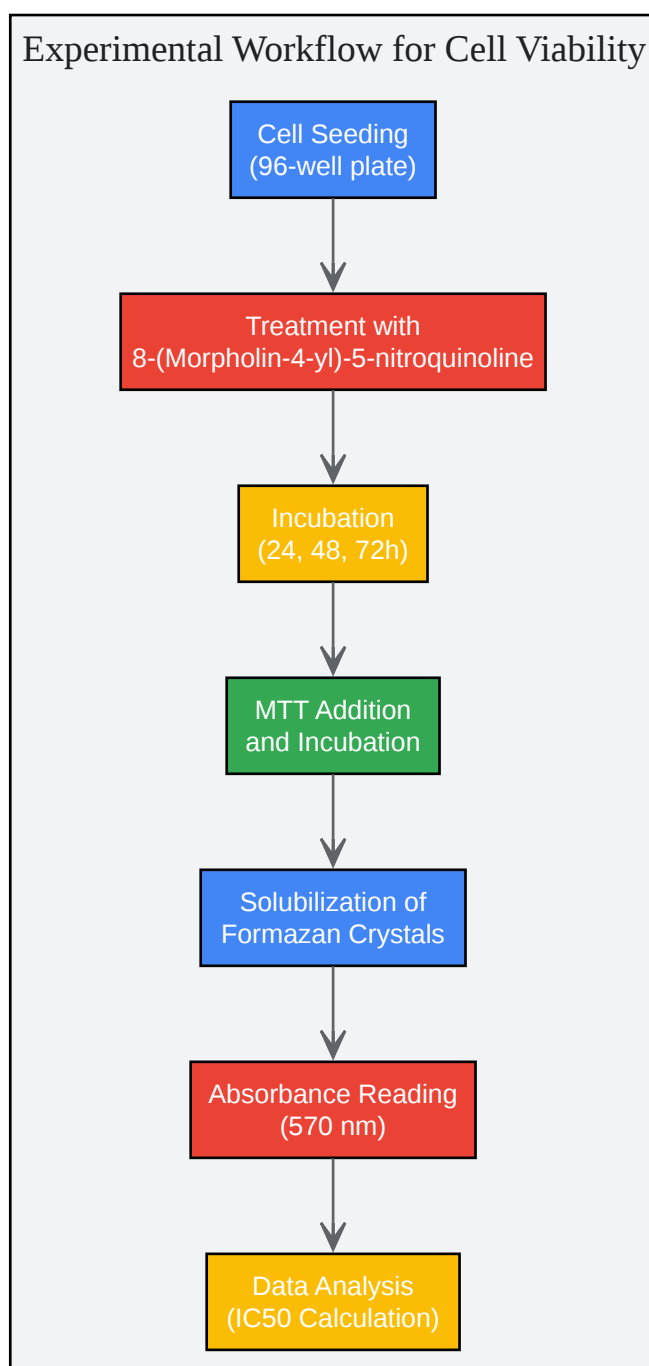 Experimental Workflow for Cell Viability
Cell Seeding
(96-well plate)
Treatment with
8-(Morpholin-4-yl)-5-nitroquinoline
Incubation
(24, 48, 72h)
MTT Addition
and Incubation
Solubilization of
Formazan Crystals
Absorbance Reading
(570 nm)
Data Analysis
(IC50 Calculation)